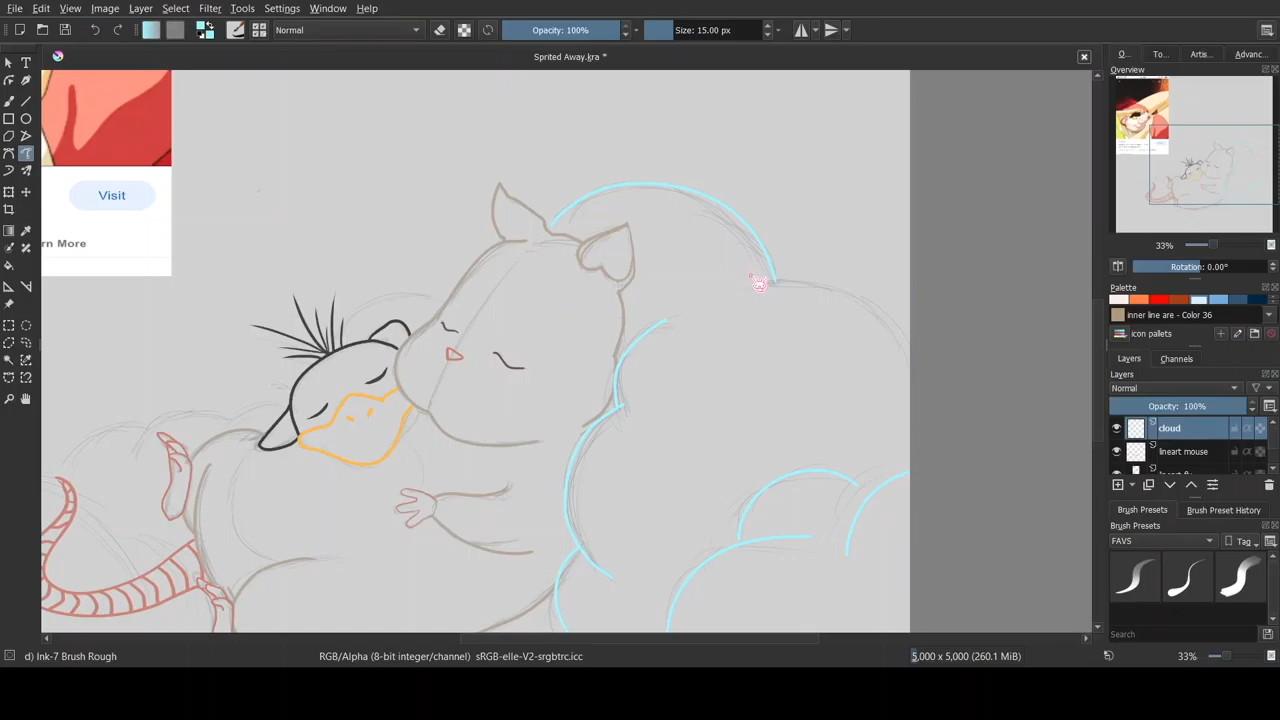 File Edit View Image Layer Select Filter Tools Settings Window Help
Normal Opacity: 100% Size: 15.00 px
Sprited Away.kra *
O... To... Artis... Advanc...
Overview
Visit
rn More
33%
Rotation: 0.00°
Palette
inner line are - Color 36
icon pallets
Layers Channels
Layers
Normal
Opacity: 100%
cloud
lineart mouse
Brush Presets Brush Preset History
Brush Presets
FAVS Tag
Search
d) Ink-7 Brush Rough RGB/Alpha (8-bit integer/channel) sRGB-elle-V2-srgbtrc.icc 5,000 x 5,000 (260.1 MiB) 33%